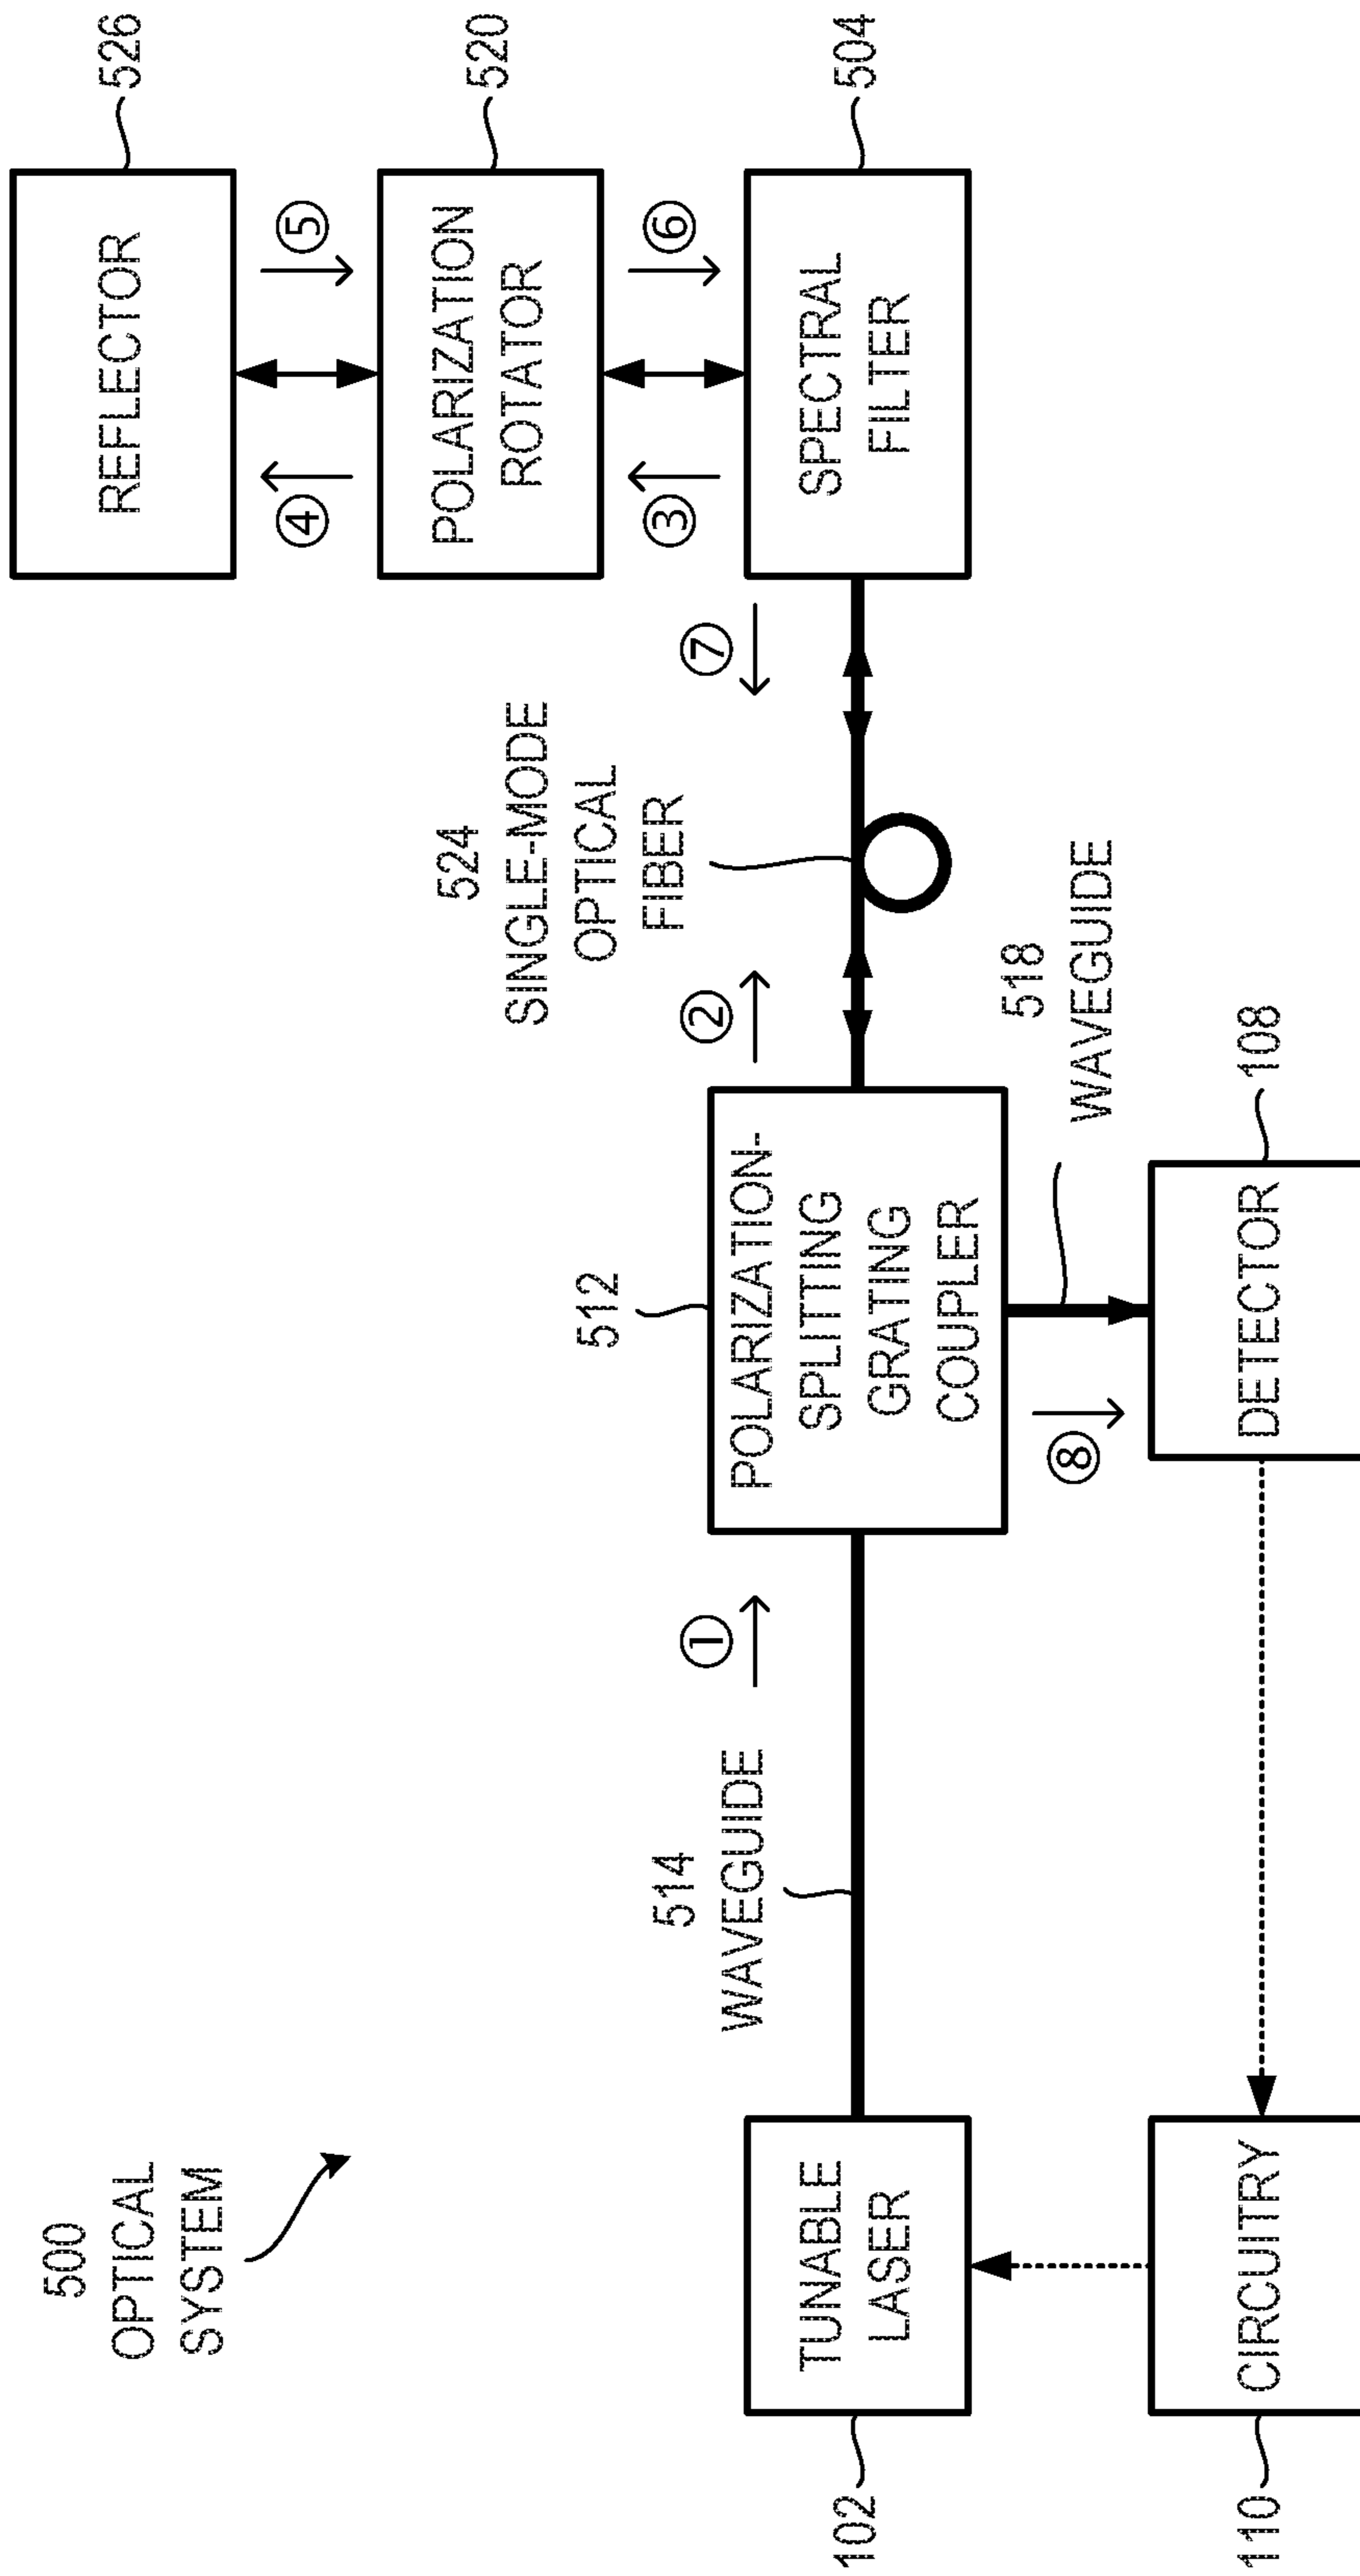 500
OPTICAL
SYSTEM
526
REFLECTOR
④
⑤
520
POLARIZATION
ROTATOR
③
⑥
504
SPECTRAL
FILTER
524
SINGLE-MODE
OPTICAL
FIBER
②
⑦
512
POLARIZATION-
SPLITTING
GRATING
COUPLER
①
514
WAVEGUIDE
102
TUNABLE
LASER
518
WAVEGUIDE
⑧
108
DETECTOR
110
CIRCUITRY